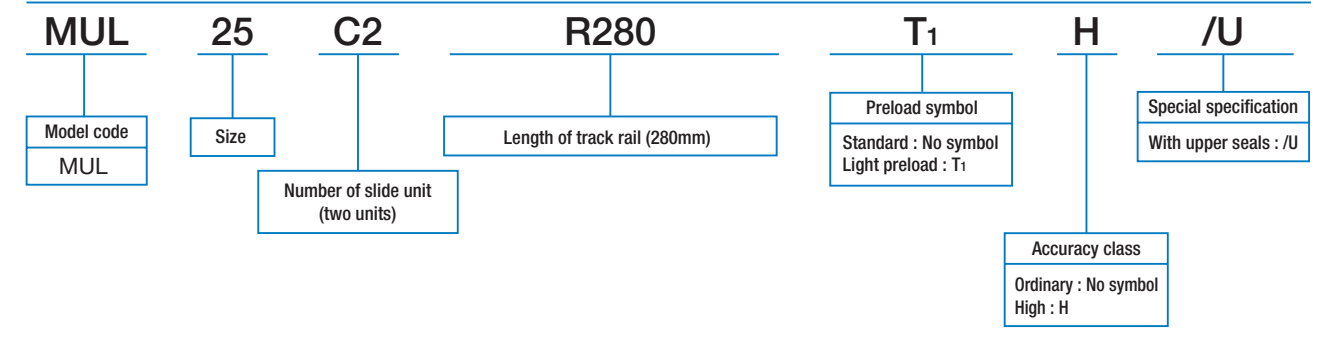 MUL 25 C2 R280 T1 H /U
Model code
MUL
Size
Number of slide unit
(two units)
Length of track rail (280mm)
Preload symbol
Standard : No symbol
Light preload : T1
Accuracy class
Ordinary : No symbol
High : H
Special specification
With upper seals : /U